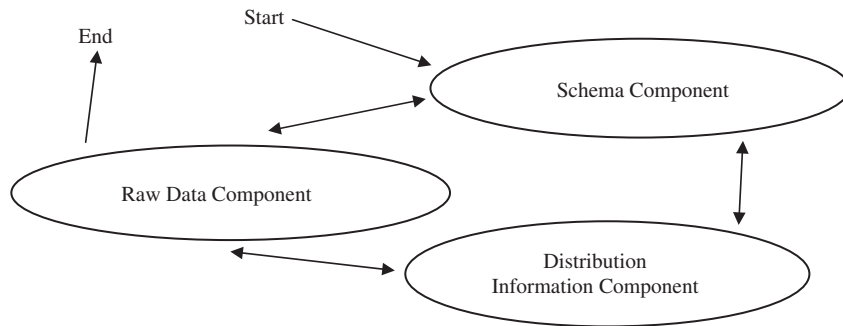 Start
End
Schema Component
Raw Data Component
Distribution
Information Component